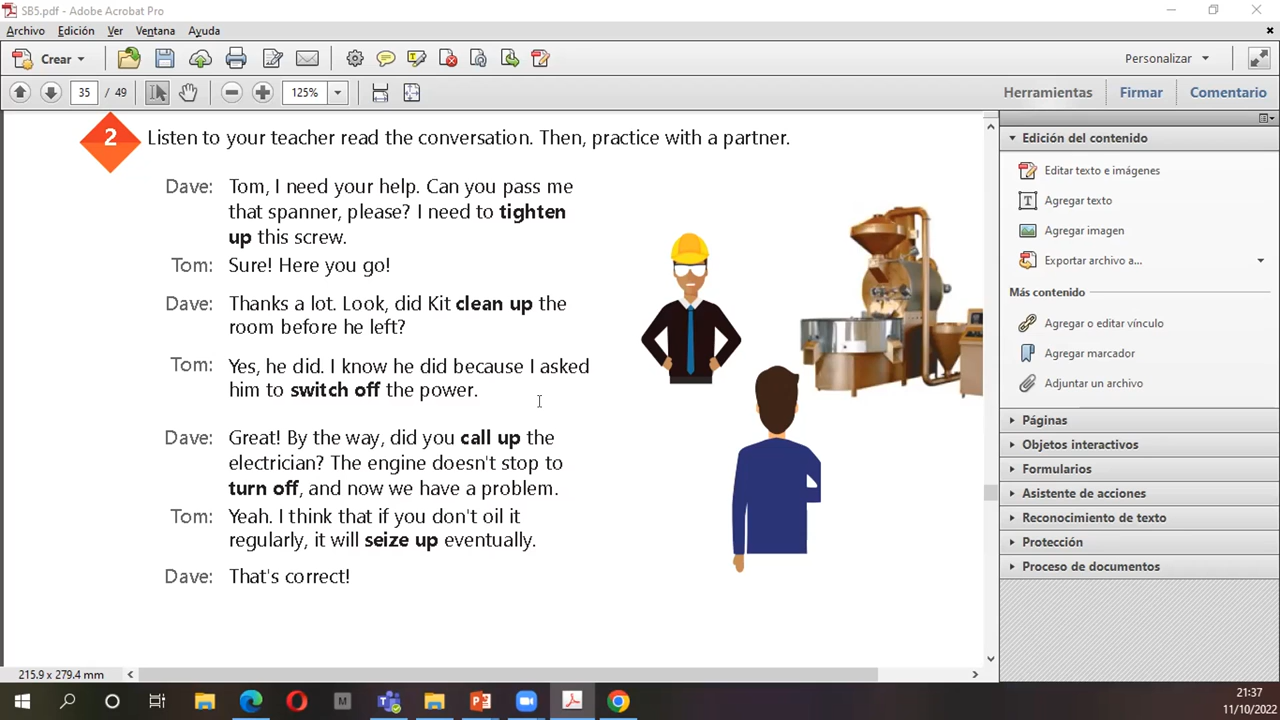 SB5.pdf - Adobe Acrobat Pro
Archivo Edición Ver Ventana Ayuda
Crear
Personalizar
35 / 49
125%
Herramientas Firmar Comentario
2 Listen to your teacher read the conversation. Then, practice with a partner.
Dave: Tom, I need your help. Can you pass me
that spanner, please? I need to tighten
up this screw.
Tom: Sure! Here you go!
Dave: Thanks a lot. Look, did Kit clean up the
room before he left?
Tom: Yes, he did. I know he did because I asked
him to switch off the power.
Dave: Great! By the way, did you call up the
electrician? The engine doesn't stop to
turn off, and now we have a problem.
Tom: Yeah. I think that if you don't oil it
regularly, it will seize up eventually.
Dave: That's correct!
Edición del contenido
Editar texto e imágenes
Agregar texto
Agregar imagen
Exportar archivo a...
Más contenido
Agregar o editar vínculo
Agregar marcador
Adjuntar un archivo
Páginas
Objetos interactivos
Formularios
Asistente de acciones
Reconocimiento de texto
Protección
Proceso de documentos
215.9 x 279.4 mm
M
21:37
11/10/2022